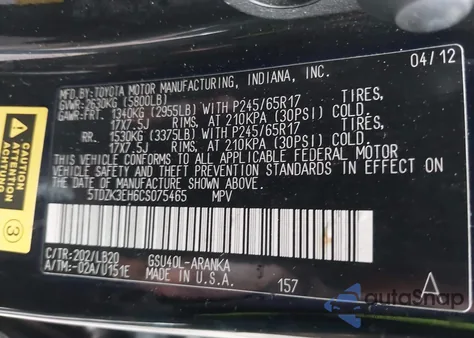 04/12
MFD.BY:TOYOTA MOTOR MANUFACTURING, INDIANA, INC.
GVWR:2630KG (5800LB)
GAWR:FRT. 1340KG (2955LB) WITH P245/65R17 TIRES,
17X7.5J RIMS, AT 210KPA (30PSI) COLD.
RR. 1530KG (3375LB) WITH P245/65R17 TIRES,
17X7.5J RIMS, AT 210KPA (30PSI) COLD.
THIS VEHICLE CONFORMS TO ALL APPLICABLE FEDERAL MOTOR
VEHICLE SAFETY AND THEFT PREVENTION STANDARDS IN EFFECT ON
THE DATE OF MANUFACTURE SHOWN ABOVE.
5TDZK3EH6CS075465 MPV
C/TR:202/LB20 GSU40L-ARANKA
A/TM:-02A/U151E MADE IN U.S.A. 157 A
CAUTION
ATTENTION
ACHTUNG
3
autoSnap